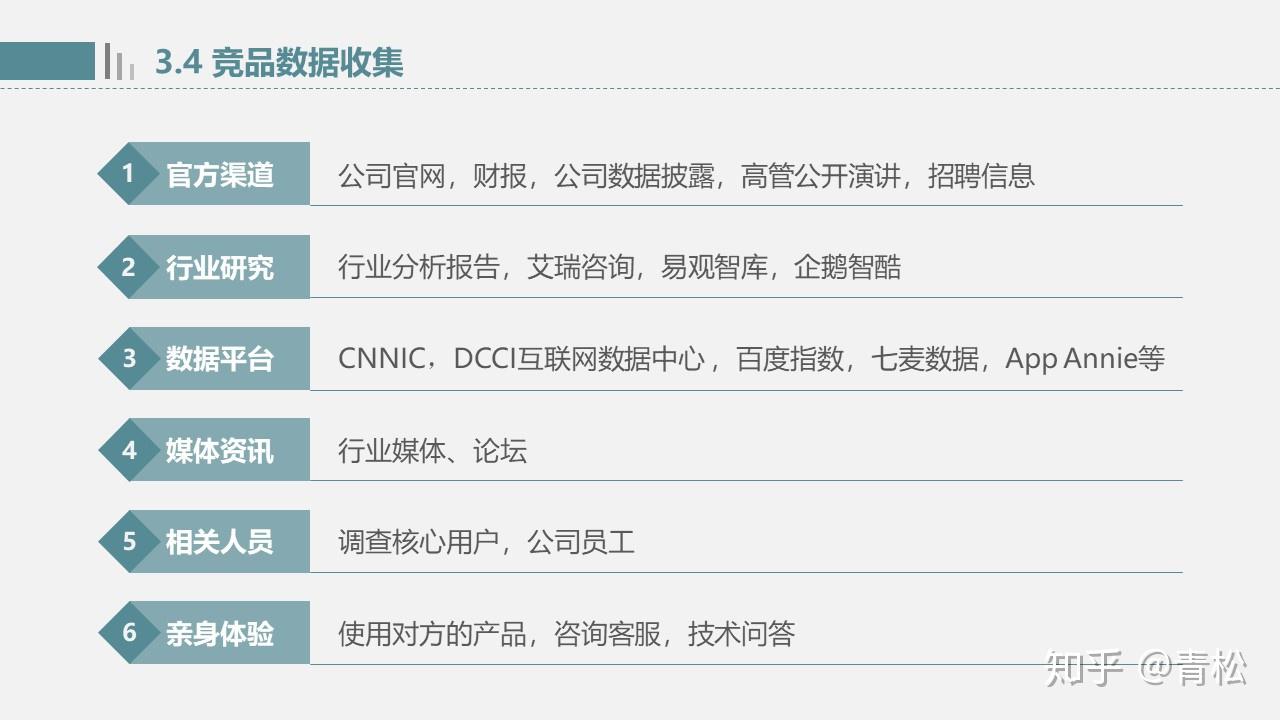 3.4 竞品数据收集
1 官方渠道 公司官网，财报，公司数据披露，高管公开演讲，招聘信息
2 行业研究 行业分析报告，艾瑞咨询，易观智库，企鹅智酷
3 数据平台 CNNIC，DCCI互联网数据中心 ，百度指数，七麦数据，App Annie等
4 媒体资讯 行业媒体、论坛
5 相关人员 调查核心用户，公司员工
6 亲身体验 使用对方的产品，咨询客服，技术问答
知乎 @青松